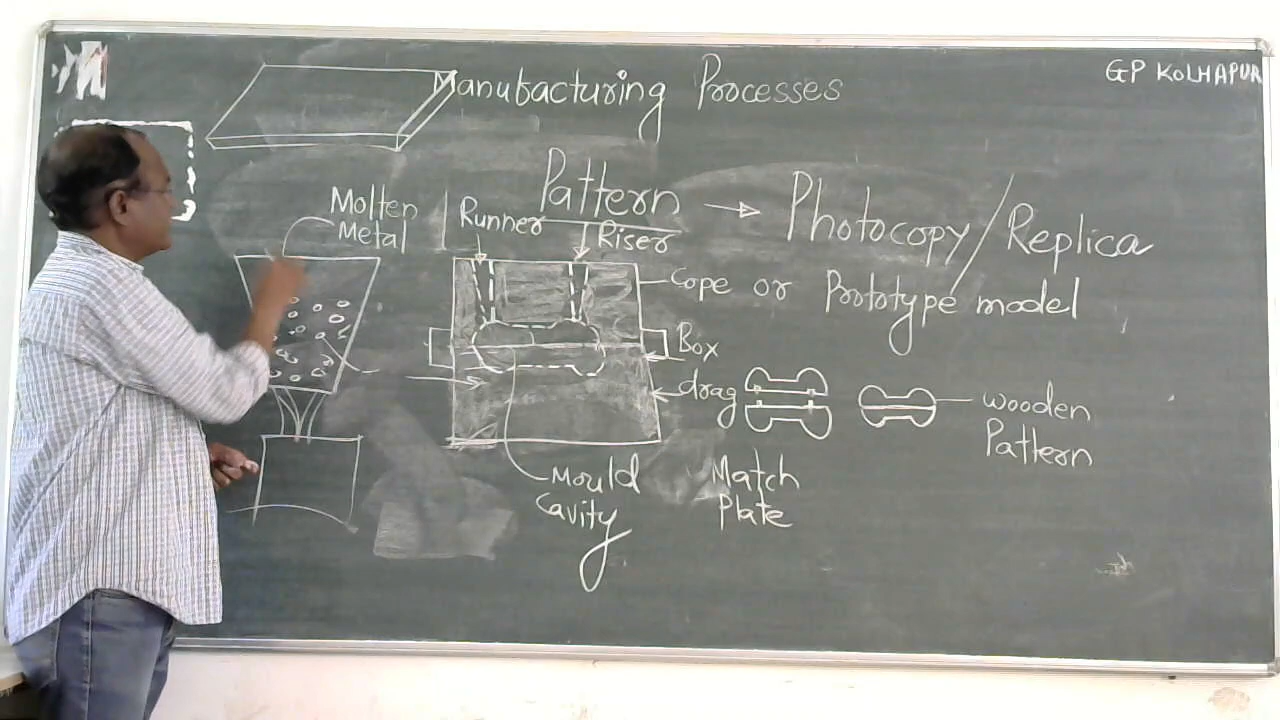 GP KOLHAPUR
Manubacturing Processes
Pattern → Photocopy/Replica
Molten
Metal
Runner
Riser
Cope or Prototype model
Box
drag
wooden
Pattern
Mould
Cavity
Match
Plate